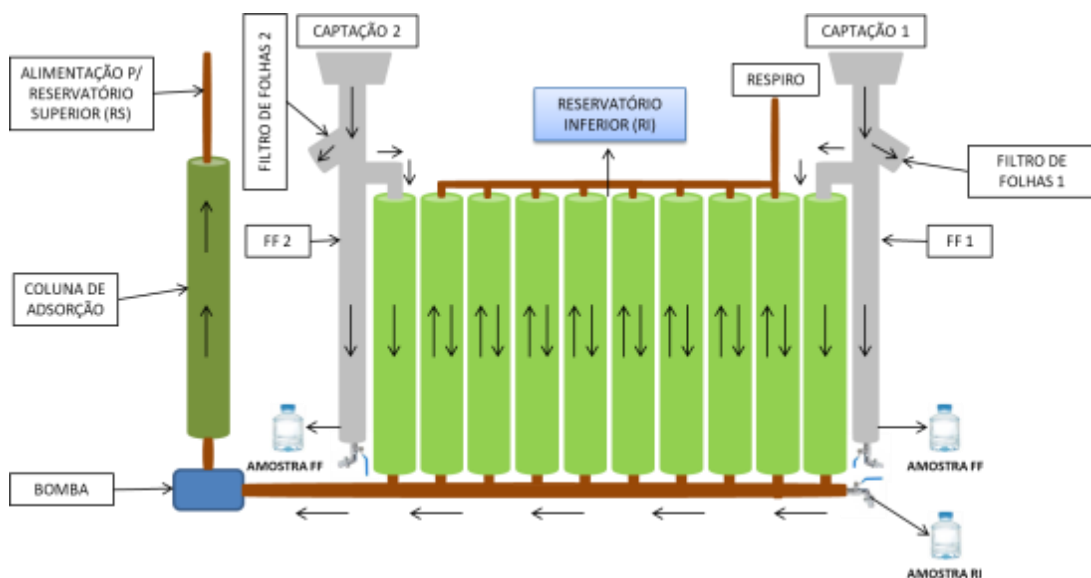 ALIMENTAÇÃO P/
RESERVATÓRIO
SUPERIOR (RS)
FILTRO DE FOLHAS 2
CAPTAÇÃO 2
CAPTAÇÃO 1
RESPIRO
RESERVATÓRIO
INFERIOR (RI)
FILTRO DE
FOLHAS 1
FF 2
FF 1
COLUNA DE
ADSORÇÃO
AMOSTRA FF
AMOSTRA FF
BOMBA
AMOSTRA RI